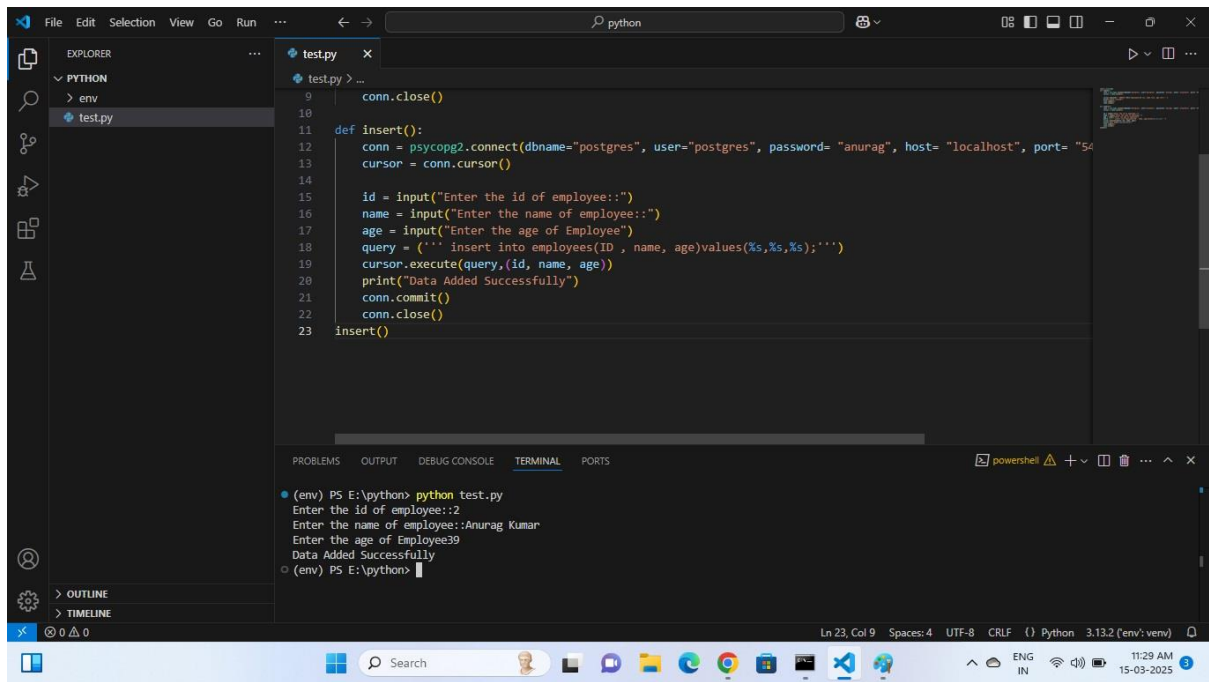 File Edit Selection View Go Run ...
python
EXPLORER ...
PYTHON
env
test.py
OUTLINE
TIMELINE
test.py
test.py > ...
9 conn.close()
10
11 def insert():
12 conn = psycopg2.connect(dbname="postgres", user="postgres", password= "anurag", host= "localhost", port= "54
13 cursor = conn.cursor()
14
15 id = input("Enter the id of employee::")
16 name = input("Enter the name of employee::")
17 age = input("Enter the age of Employee")
18 query = (''' insert into employees(ID , name, age)values(%s,%s,%s);''')
19 cursor.execute(query,(id, name, age))
20 print("Data Added Successfully")
21 conn.commit()
22 conn.close()
23 insert()
PROBLEMS OUTPUT DEBUG CONSOLE TERMINAL PORTS
powershell
(env) PS E:\python> python test.py
Enter the id of employee::2
Enter the name of employee::Anurag Kumar
Enter the age of Employee39
Data Added Successfully
(env) PS E:\python>
0 0 Ln 23, Col 9 Spaces: 4 UTF-8 CRLF {} Python 3.13.2 ('env': venv)
Search
ENG
IN
11:29 AM
15-03-2025
3